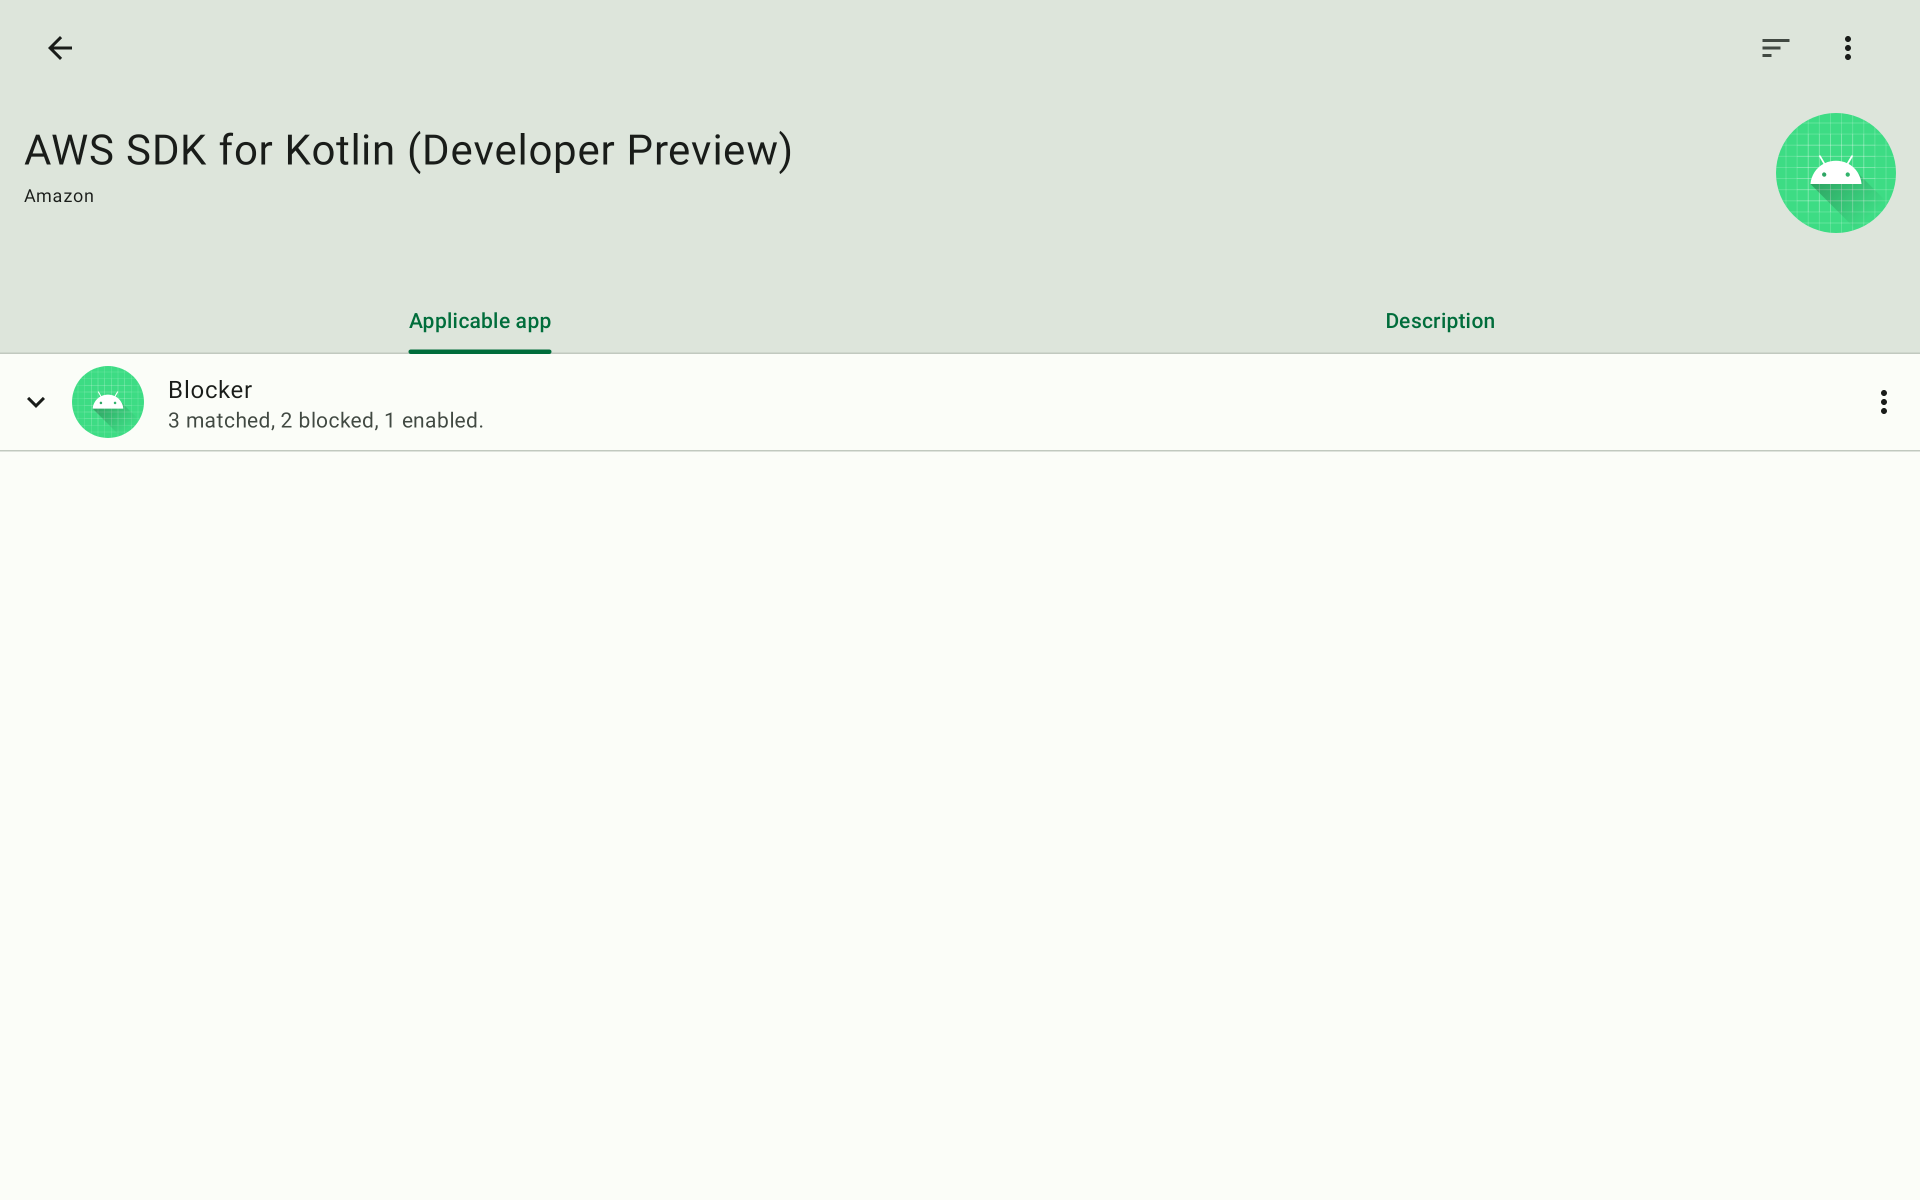 AWS SDK for Kotlin (Developer Preview)
Amazon
Applicable app
Description
Blocker
3 matched, 2 blocked, 1 enabled.